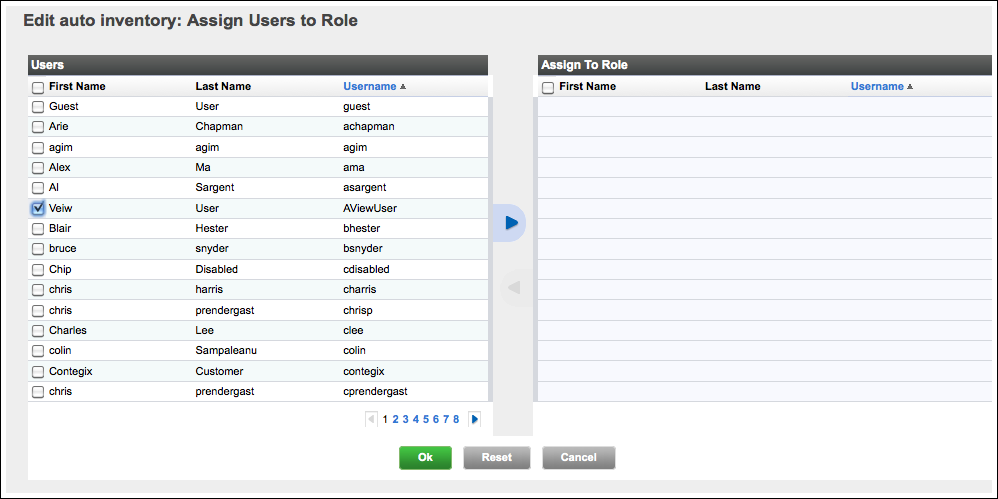 Edit auto inventory: Assign Users to Role
Users
First Name Last Name Username
Guest User guest
Arie Chapman achapman
agim agim agim
Alex Ma ama
Al Sargent asargent
Veiw User AViewUser
Blair Hester bhester
bruce snyder bsnyder
Chip Disabled cdisabled
chris harris charris
chris prendergast chrisp
Charles Lee clee
colin Sampaleanu colin
Contegix Customer contegix
chris prendergast cprendergast
1 2 3 4 5 6 7 8
Assign To Role
First Name Last Name Username
Ok Reset Cancel